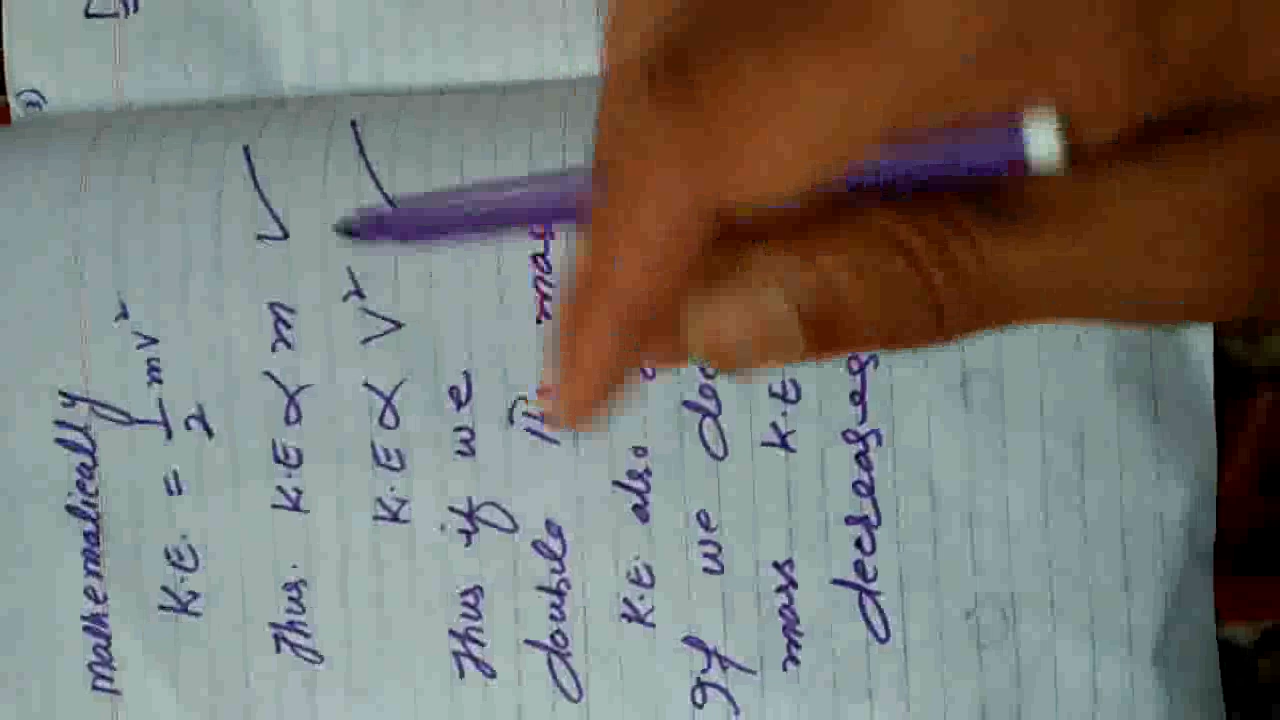 mathematically
K.E. = 1/2 mv²
Thus. K.E ∝ m ✓
K.E ∝ v² ✓
Thus if we
double
K.E. also
If we
mass K.E
decreases